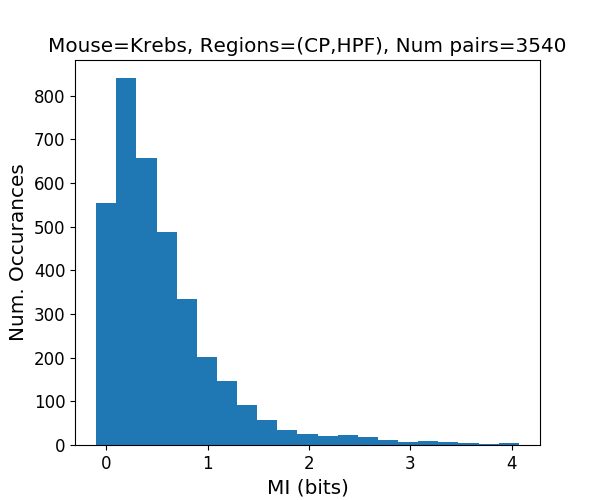 Mouse=Krebs, Regions=(CP,HPF), Num pairs=3540
800
700
600
500
400
300
200
100
0
Num. Occurances
0 1 2 3 4
MI (bits)